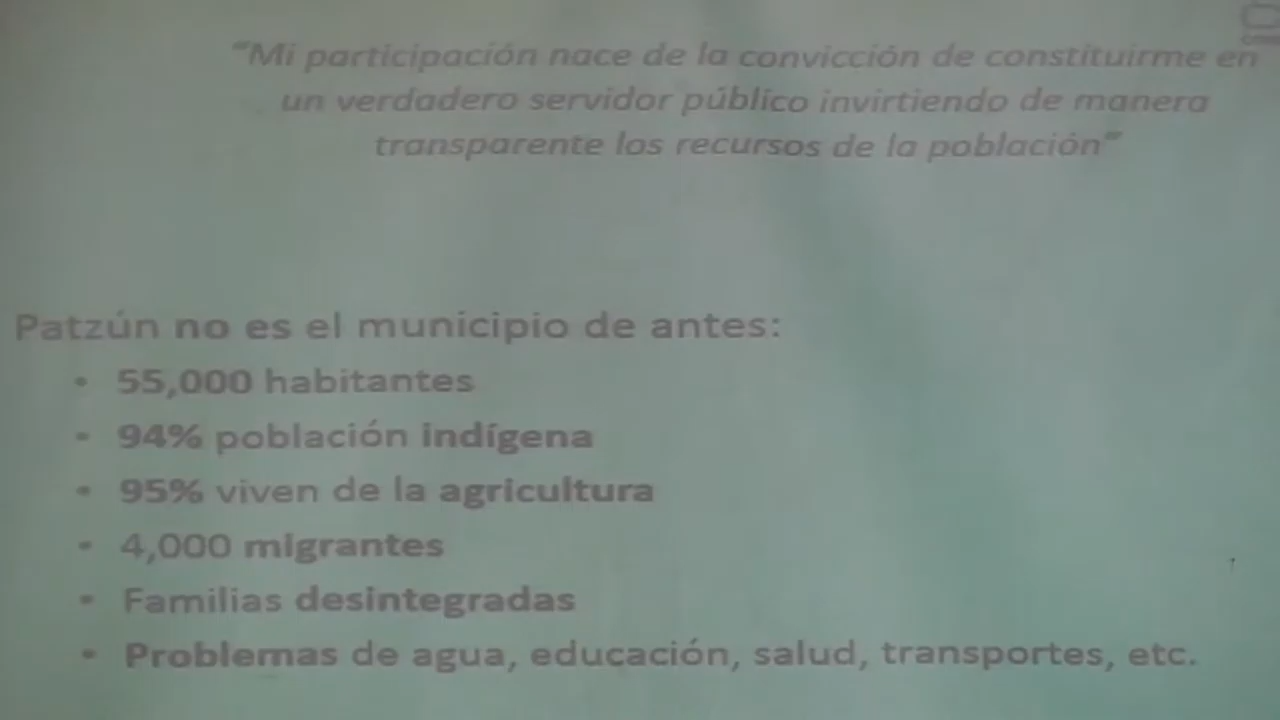 “Mi participación nace de la convicción de constituirme en
un verdadero servidor público invirtiendo de manera
transparente los recursos de la población”
Patzún no es el municipio de antes:
• 55,000 habitantes
• 94% población indígena
• 95% viven de la agricultura
• 4,000 migrantes
• Familias desintegradas
• Problemas de agua, educación, salud, transportes, etc.